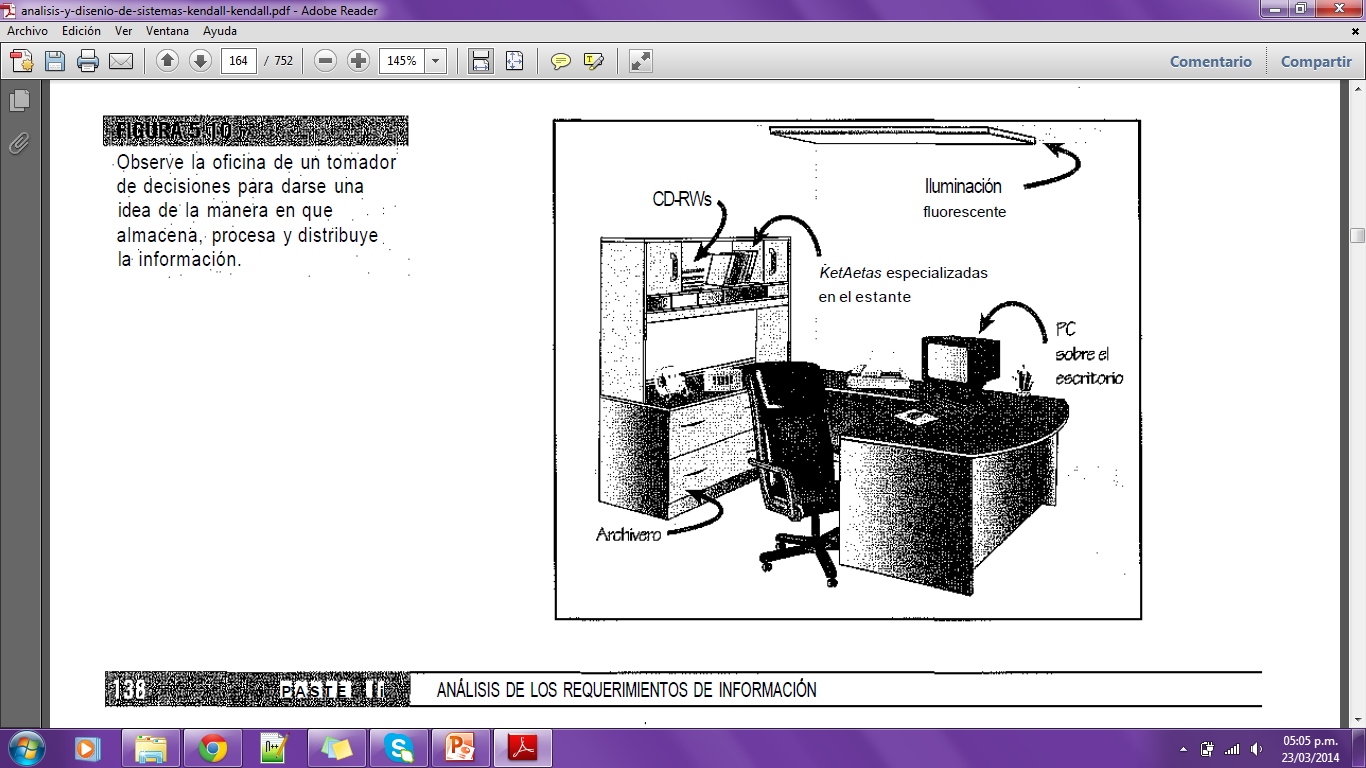 analisis-y-disenio-de-sistemas-kendall-kendall.pdf - Adobe Reader
Archivo Edición Ver Ventana Ayuda
164 / 752 145% Comentario Compartir
FIGURA 5.10
Observe la oficina de un tomador
de decisiones para darse una
idea de la manera en que
almacena, procesa y distribuye
la información.
Iluminación
fluorescente
CD-RWs
KetAetas especializadas
en el estante
PC
sobre el
escritorio
Archivero
138 PASTE Ii ANÁLISIS DE LOS REQUERIMIENTOS DE INFORMACIÓN
05:05 p.m.
23/03/2014